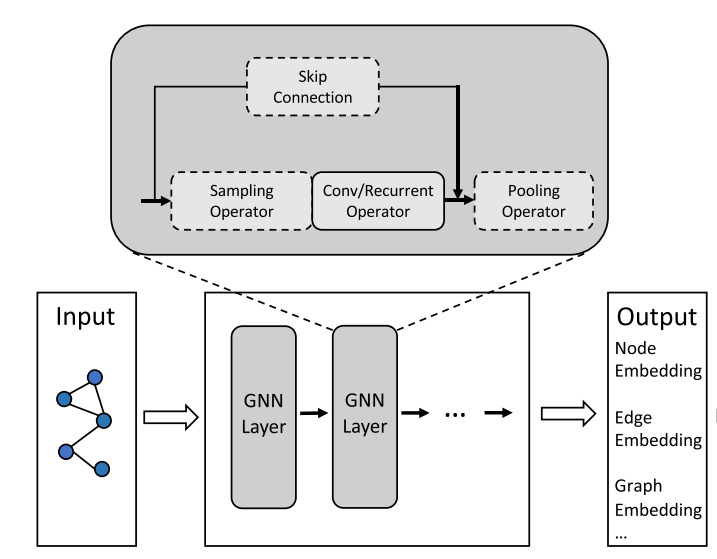 Skip
Connection
Sampling
Operator
Conv/Recurrent
Operator
Pooling
Operator
Input
GNN
Layer
GNN
Layer
...
Output
Node
Embedding
Edge
Embedding
Graph
Embedding
...